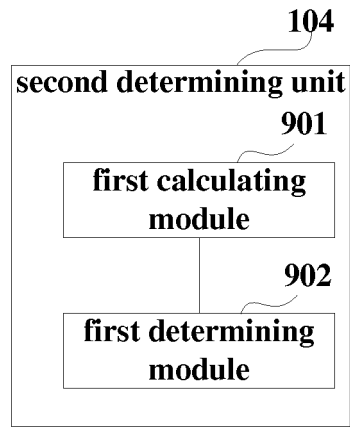 104
second determining unit
901
first calculating
module
902
first determining
module